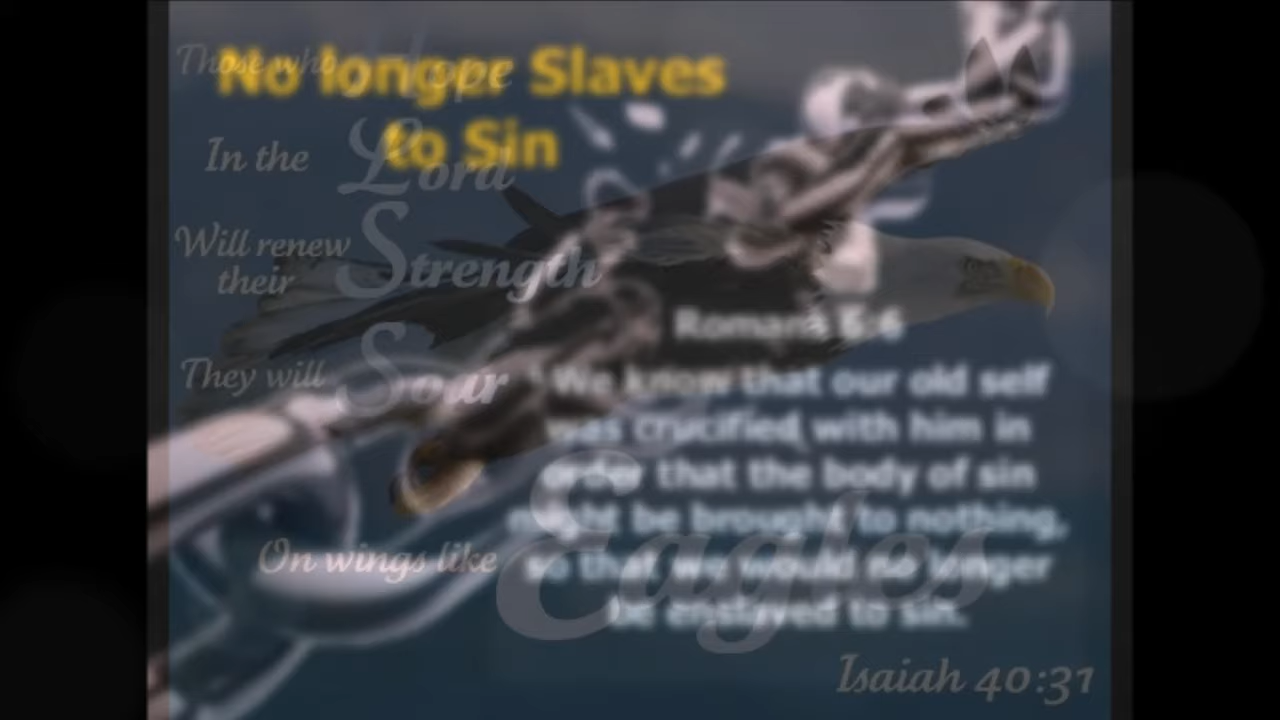 No longer Slaves
to Sin
Romans 6:6
We know that our old self
was crucified with him in
order that the body of sin
might be brought to nothing,
so that we would no longer
be enslaved to sin.
Those who Hope
In the Lord
Will renew
their Strength
They will Soar
On wings like Eagles
Isaiah 40:31